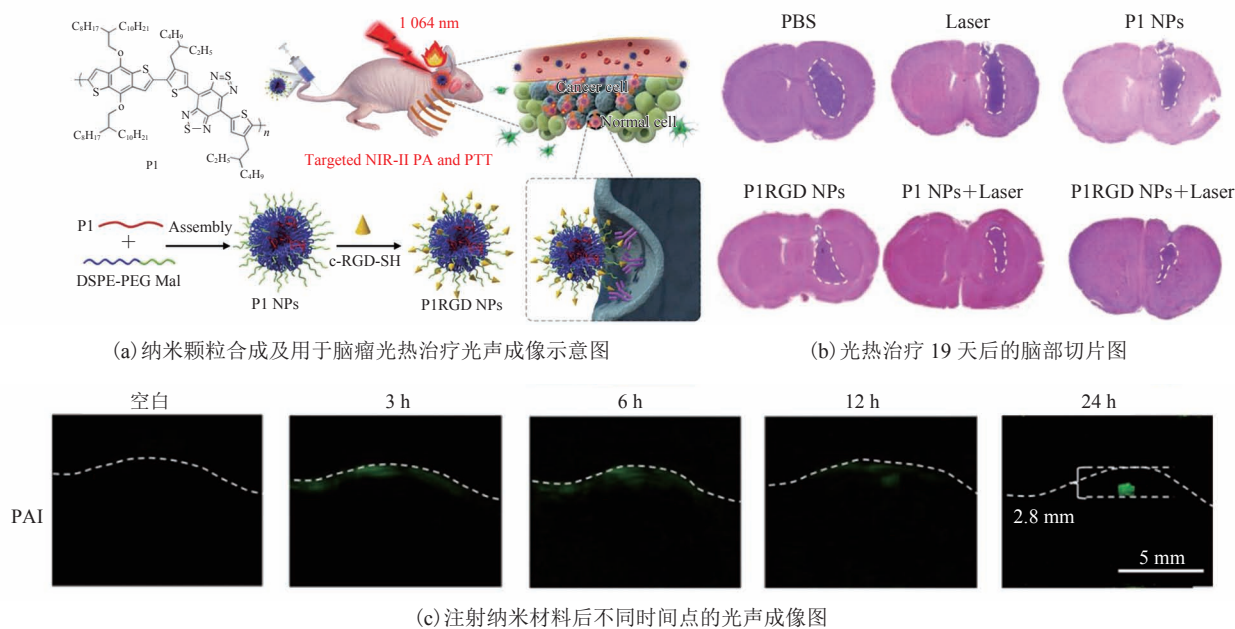 C₈H₁₇ C₁₀H₂₁
C₄H₉
C₂H₅
O
S
S
S
N S N
N S N
S
n
O
C₈H₁₇ C₁₀H₂₁
C₂H₅
C₄H₉
P1
1 064 nm
Cancer cell
Normal cell
Targeted NIR-II PA and PTT
P1
+
DSPE-PEG Mal
Assembly
P1 NPs
c-RGD-SH
P1RGD NPs
(a) 纳米颗粒合成及用于脑瘤光热治疗光声成像示意图
PBS Laser P1 NPs
P1RGD NPs P1 NPs+Laser P1RGD NPs+Laser
(b) 光热治疗 19 天后的脑部切片图
空白 3 h 6 h 12 h 24 h
PAI
2.8 mm
5 mm
(c) 注射纳米材料后不同时间点的光声成像图